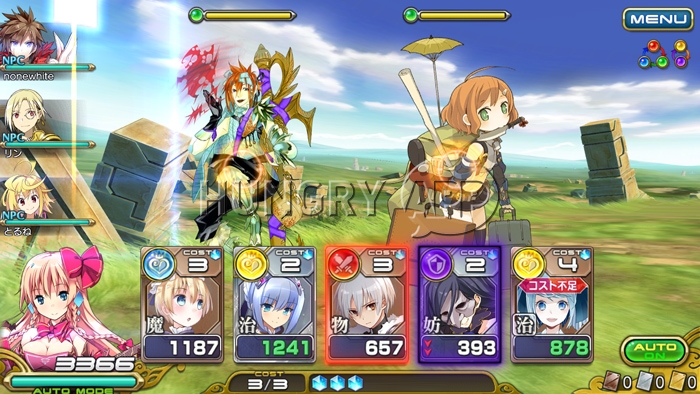 MENU
NPC
nonewhite
NPC
リン
NPC
とるね
HUNGRY APP
COST 3
魔
1187
COST 2
治
1241
COST 3
物
657
COST 2
妨
393
COST 4
コスト不足
治
878
3366
AUTO MODE
COST
3/3
AUTO
ON
0 0 0